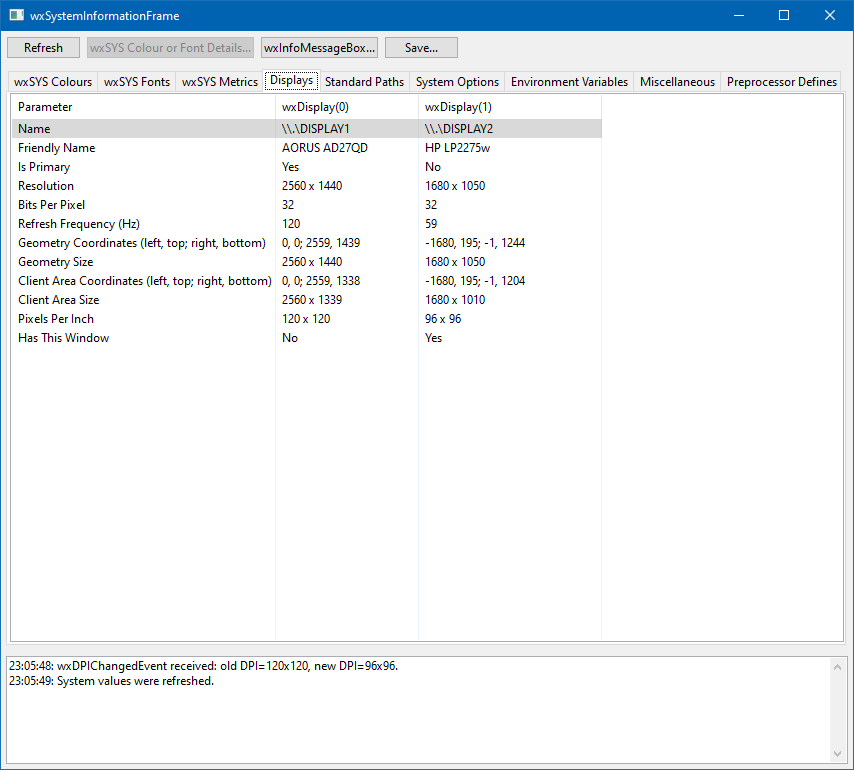 wxSystemInformationFrame
Refresh wxSYS Colour or Font Details... wxInfoMessageBox... Save...
wxSYS Colours wxSYS Fonts wxSYS Metrics Displays Standard Paths System Options Environment Variables Miscellaneous Preprocessor Defines
Parameter wxDisplay(0) wxDisplay(1)
Name \\.\DISPLAY1 \\.\DISPLAY2
Friendly Name AORUS AD27QD HP LP2275w
Is Primary Yes No
Resolution 2560 x 1440 1680 x 1050
Bits Per Pixel 32 32
Refresh Frequency (Hz) 120 59
Geometry Coordinates (left, top; right, bottom) 0, 0; 2559, 1439 -1680, 195; -1, 1244
Geometry Size 2560 x 1440 1680 x 1050
Client Area Coordinates (left, top; right, bottom) 0, 0; 2559, 1338 -1680, 195; -1, 1204
Client Area Size 2560 x 1339 1680 x 1010
Pixels Per Inch 120 x 120 96 x 96
Has This Window No Yes
23:05:48: wxDPIChangedEvent received: old DPI=120x120, new DPI=96x96.
23:05:49: System values were refreshed.